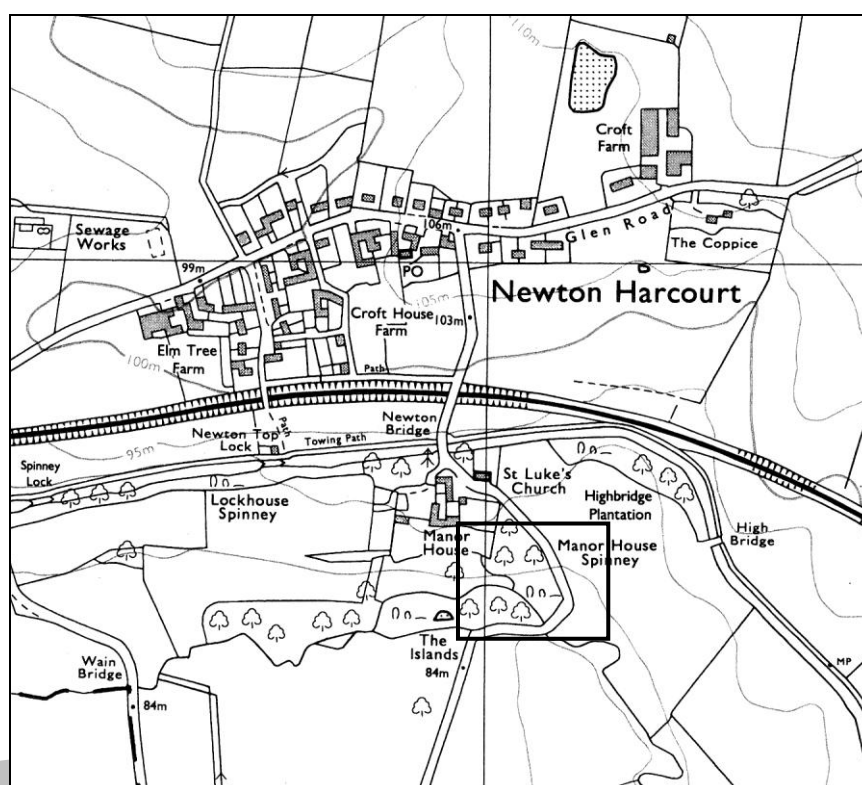 110m
Croft
Farm
Sewage
Works
106m
Glen Road
The Coppice
99m
PO
105m
Newton Harcourt
Croft House
Farm
103m
Elm Tree
Farm
100m
Path
Newton
Bridge
Path
Newton Top
Lock
Towing Path
95m
Spinney
Lock
St Luke's
Church
Lockhouse
Spinney
Highbridge
Plantation
High
Bridge
Manor
House
Manor House
Spinney
The
Islands
84m
Wain
Bridge
84m
MP